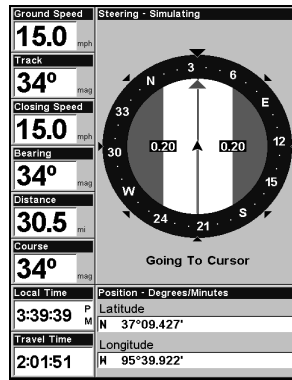 Ground Speed
15.0 mph
Track
34º mag
Closing Speed
15.0 mph
Bearing
34º mag
Distance
30.5 mi
Course
34º mag
Local Time
3:39:39 PM
Travel Time
2:01:51
Steering - Simulating
N 3 6 E 12 15 S 21 24 W 30 33
0.20 0.20
Going To Cursor
Position - Degrees/Minutes
Latitude
N 37º09.427'
Longitude
W 95º39.922'